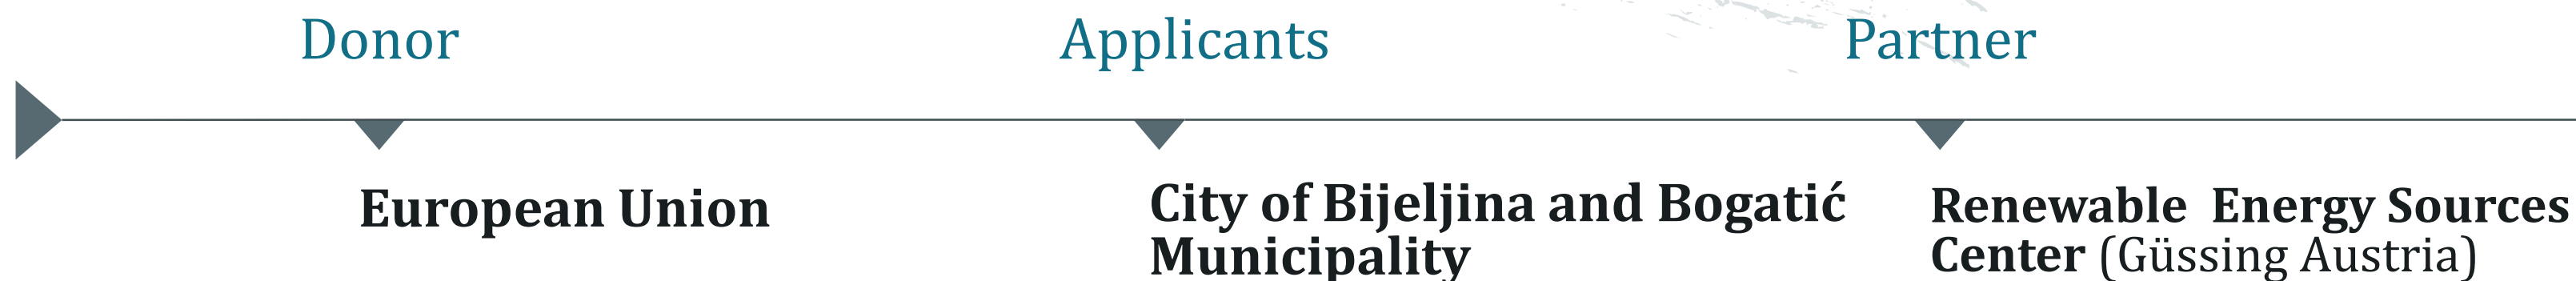 Donor
Applicants
Partner
European Union
City of Bijeljina and Bogatić
Municipality
Renewable Energy Sources
Center (Güssing Austria)